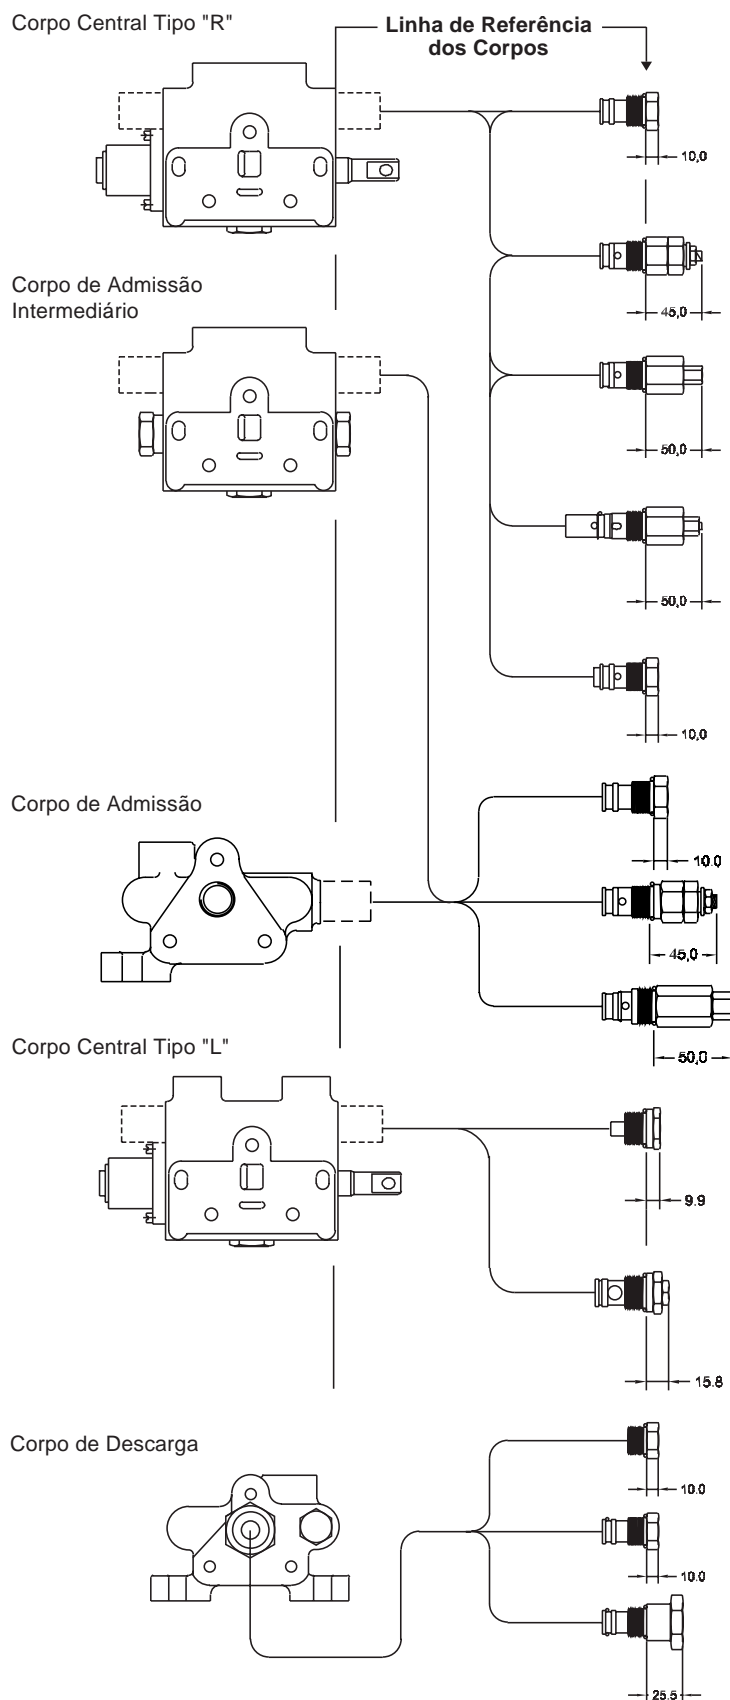 Corpo Central Tipo "R"
Linha de Referência
dos Corpos
10,0
45,0
Corpo de Admissão
Intermediário
50,0
50,0
10,0
Corpo de Admissão
10.0
45,0
50,0
Corpo Central Tipo "L"
9.9
15.8
Corpo de Descarga
10.0
10.0
25.5